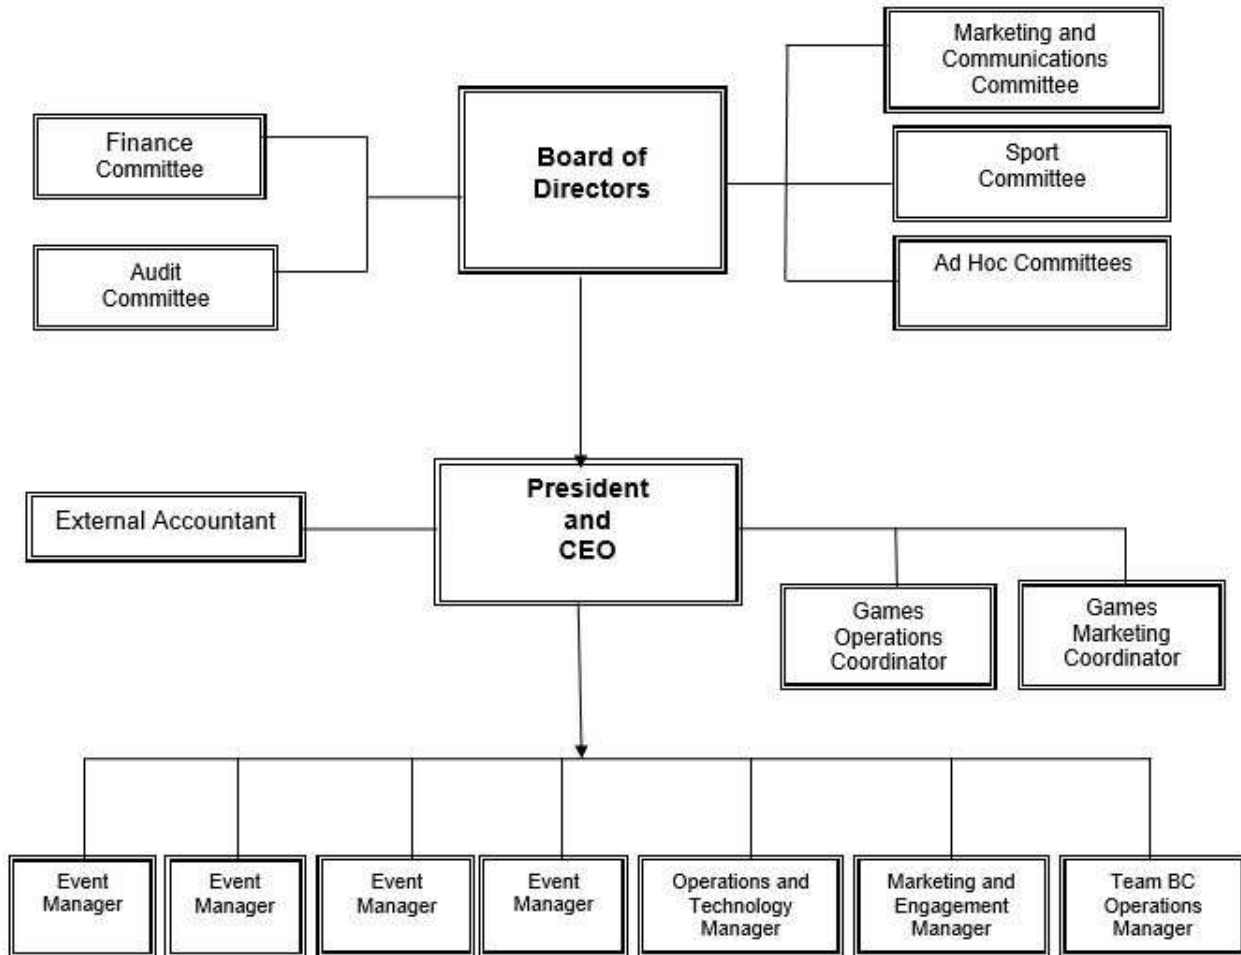 Marketing and
Communications
Committee
Finance
Committee
Board of
Directors
Sport
Committee
Audit
Committee
Ad Hoc Committees
President
and
CEO
External Accountant
Games
Operations
Coordinator
Games
Marketing
Coordinator
Event
Manager
Event
Manager
Event
Manager
Event
Manager
Operations and
Technology
Manager
Marketing and
Engagement
Manager
Team BC
Operations
Manager